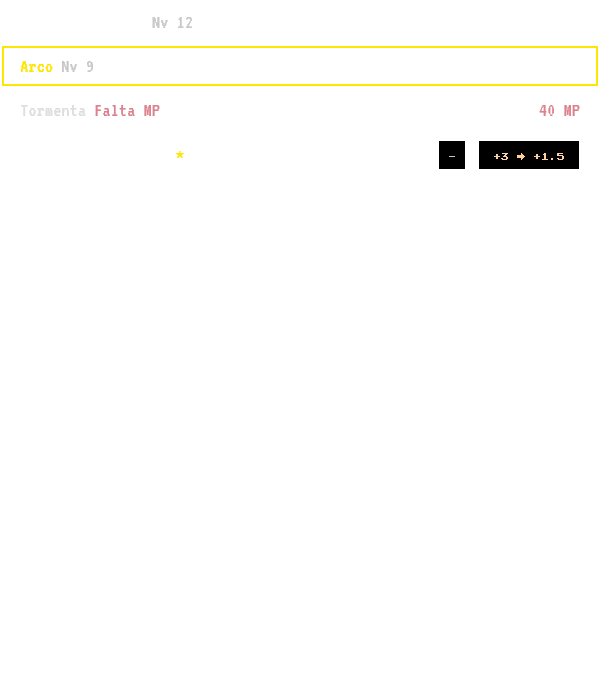 Nv 12
Arco Nv 9
Tormenta Falta MP 40 MP
* - +3 → +1.5